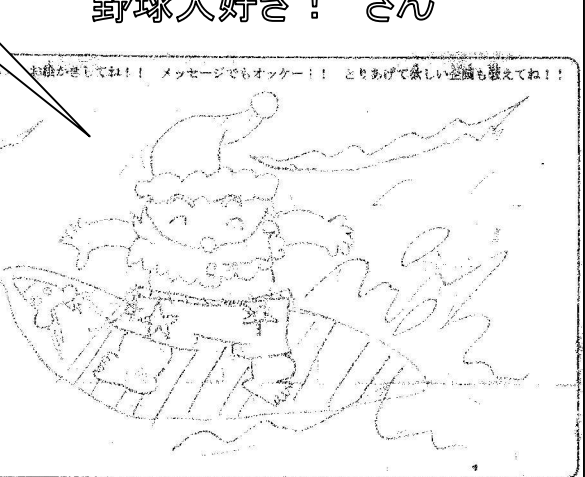 野球大好き！　さん
お絵かきしてね！！　メッセージでもオッケー！！　とりあげて欲しい企画も教えてね！！